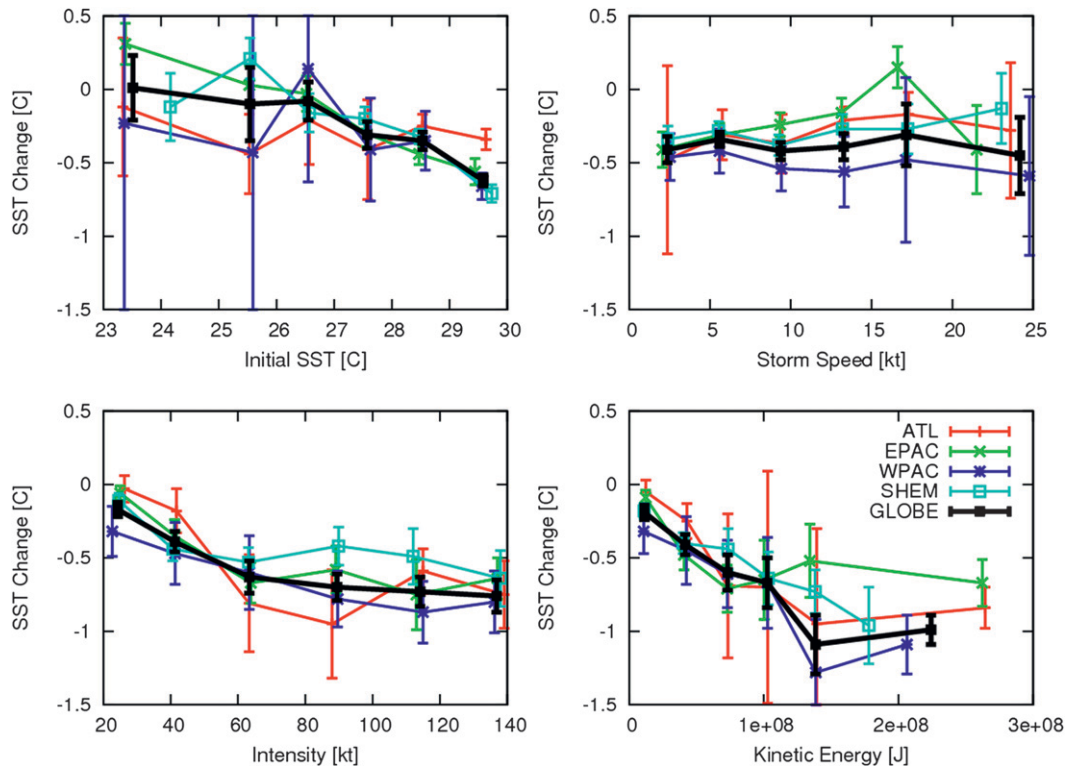 0.5
0
-0.5
-1
-1.5
SST Change [C]
23 24 25 26 27 28 29 30
Initial SST [C]
0.5
0
-0.5
-1
-1.5
SST Change [C]
0 5 10 15 20 25
Storm Speed [kt]
0.5
0
-0.5
-1
-1.5
SST Change [C]
20 40 60 80 100 120 140
Intensity [kt]
0.5
0
-0.5
-1
-1.5
SST Change [C]
0 1e+08 2e+08 3e+08
Kinetic Energy [J]
ATL
EPAC
WPAC
SHEM
GLOBE